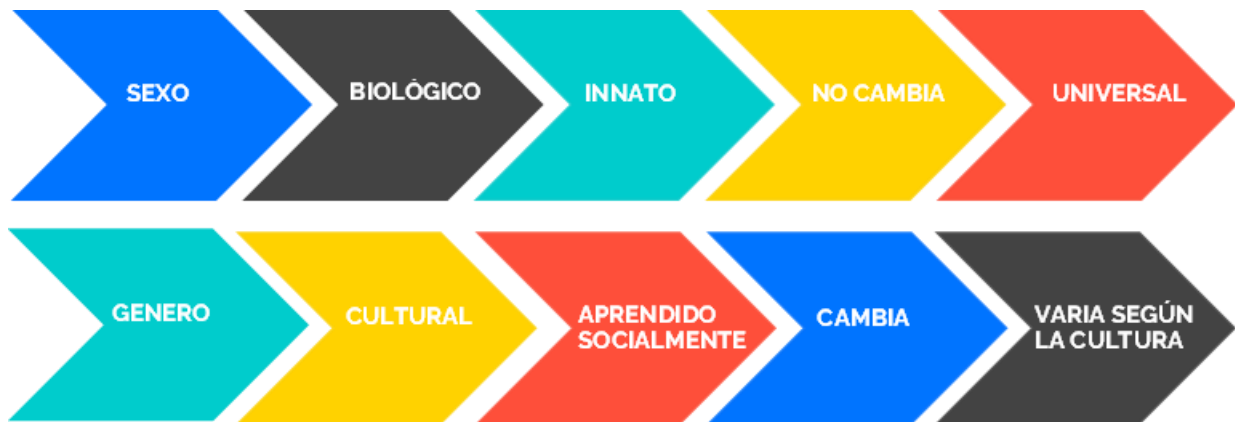 SEXO
BIOLÓGICO
INNATO
NO CAMBIA
UNIVERSAL
GENERO
CULTURAL
APRENDIDO
SOCIALMENTE
CAMBIA
VARIA SEGÚN
LA CULTURA